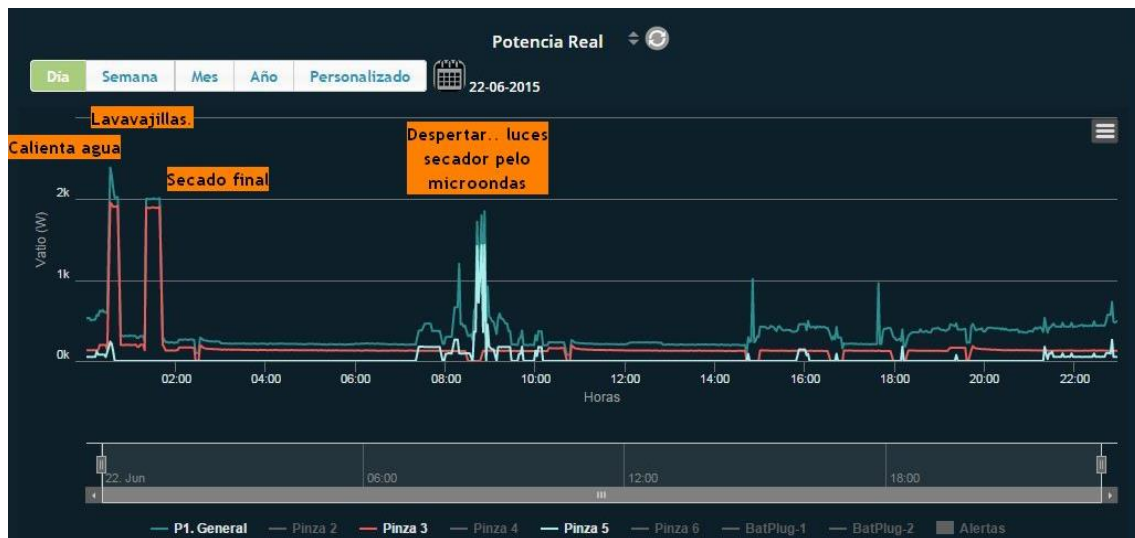 Potencia Real
Día Semana Mes Año Personalizado 22-06-2015
Lavavajillas.
Calienta agua
Secado final
Despertar.. luces
secador pelo
microondas
Vatio (W)
2k
1k
0k
02:00 04:00 06:00 08:00 10:00 12:00 14:00 16:00 18:00 20:00 22:00
Horas
22. Jun 06:00 12:00 18:00
P1. General Pinza 2 Pinza 3 Pinza 4 Pinza 5 Pinza 6 BatPlug-1 BatPlug-2 Alertas